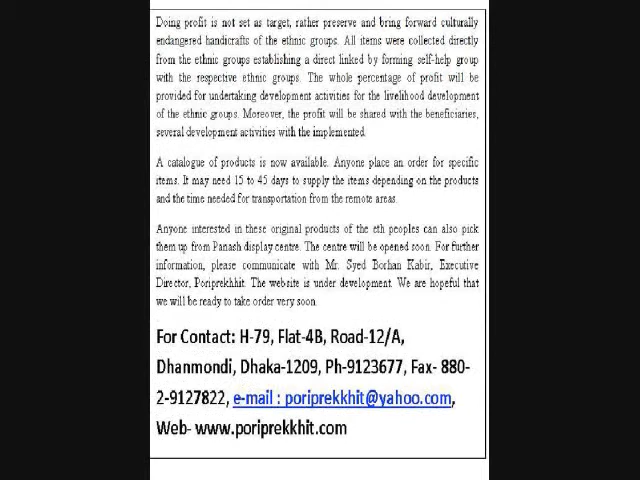 Doing profit is not set as target, rather preserve and bring forward culturally
endangered handicrafts of the ethnic groups. All items were collected directly
from the ethnic groups establishing a direct linked by forming self-help group
with the respective ethnic groups. The whole percentage of profit will be
provided for undertaking development activities for the livelihood development
of the ethnic groups. Moreover, the profit will be shared with the beneficiaries,
several development activities with the implemented.
A catalogue of products is now available. Anyone place an order for specific
items. It may need 15 to 45 days to supply the items depending on the products
and the time needed for transportation from the remote areas.
Anyone interested in these original products of the eth peoples can also pick
them up from Panash display centre. The centre will be opened soon. For further
information, please communicate with Mr. Syed Borhan Kabir, Executive
Director, Poriprekhhit. The website is under development. We are hopeful that
we will be ready to take order very soon.
For Contact: H-79, Flat-4B, Road-12/A,
Dhanmondi, Dhaka-1209, Ph-9123677, Fax- 880-
2-9127822, e-mail : poriprekkhit@yahoo.com,
Web- www.poriprekkhit.com